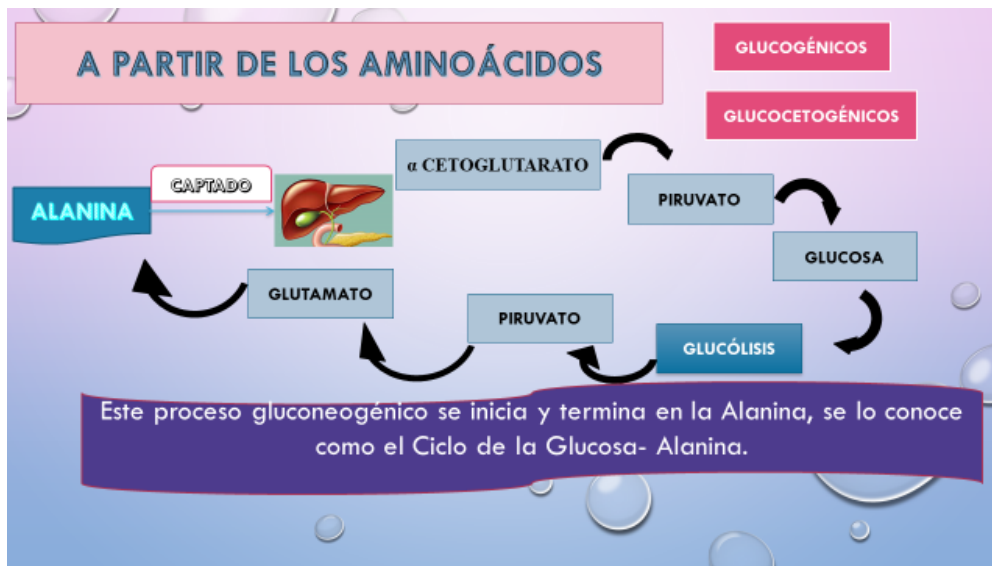 A PARTIR DE LOS AMINOÁCIDOS
GLUCOGÉNICOS
GLUCOCETOGÉNICOS
ALANINA
CAPTADO
α CETOGLUTARATO
PIRUVATO
GLUCOSA
GLUCÓLISIS
PIRUVATO
GLUTAMATO
Este proceso gluconeogénico se inicia y termina en la Alanina, se lo conoce
como el Ciclo de la Glucosa- Alanina.